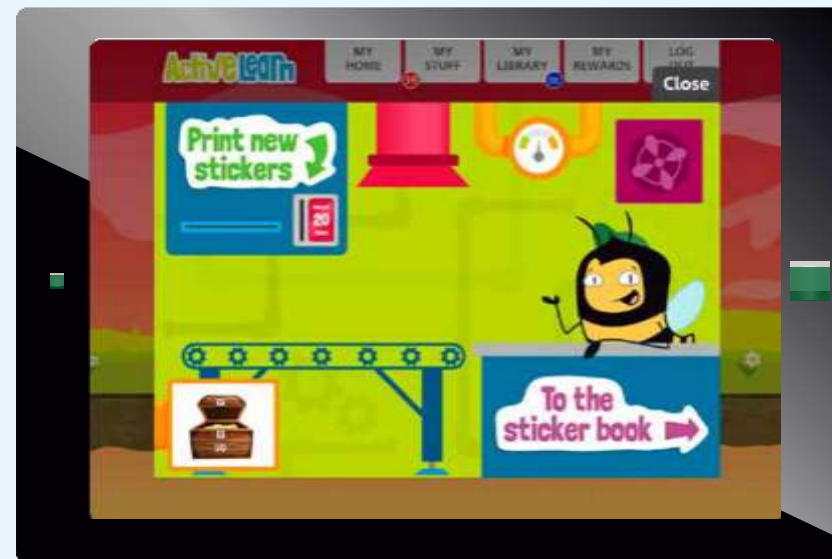 ActiveLearn
MY HOME
MY STUFF
MY LIBRARY
MY REWARDS
LOG OUT
Close
Print new
stickers
20
To the
sticker book